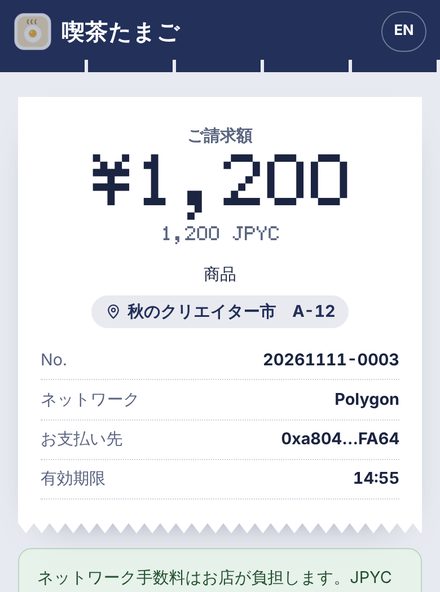 喫茶たまご
EN
ご請求額
¥1,200
1,200 JPYC
商品
秋のクリエイター市　A-12
No. 20261111-0003
ネットワーク Polygon
お支払い先 0xa804...FA64
有効期限 14:55
ネットワーク手数料はお店が負担します。JPYC